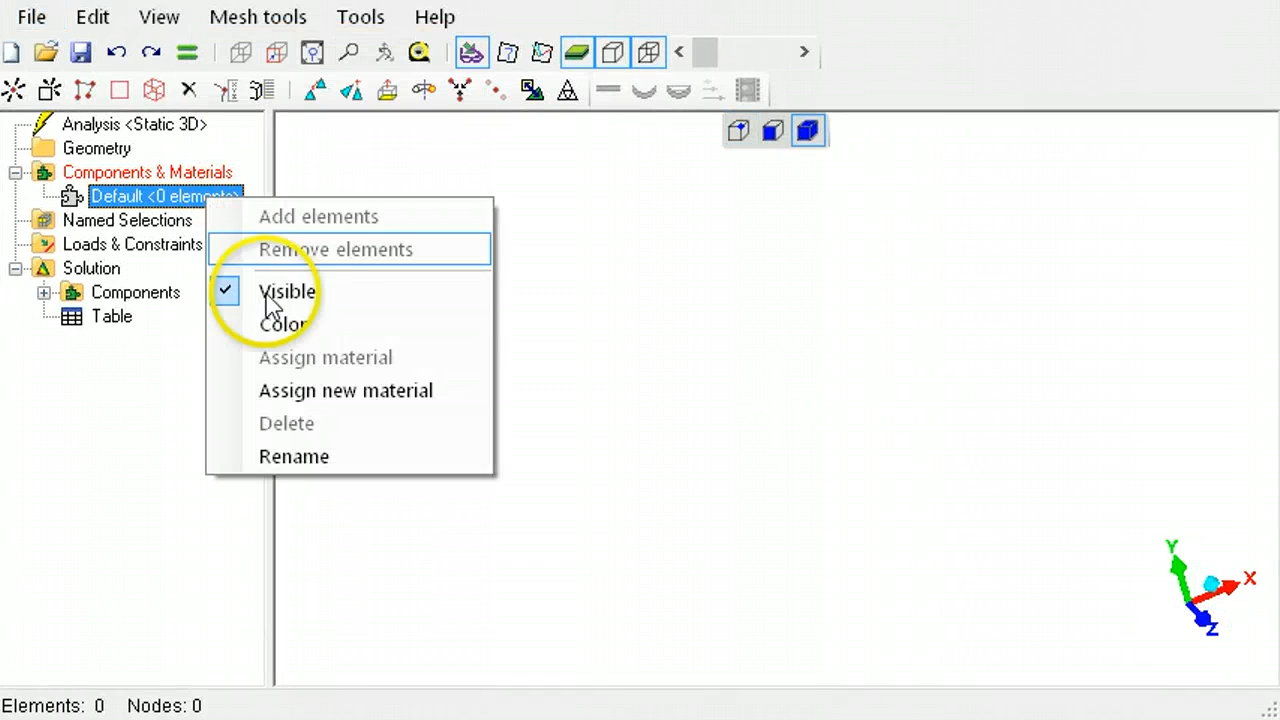 File Edit View Mesh tools Tools Help
Analysis <Static 3D>
Geometry
Components & Materials
Default <0 elements>
Named Selections
Loads & Constraints
Solution
Components
Table
Add elements
Remove elements
Visible
Color
Assign material
Assign new material
Delete
Rename
Y
X
Z
Elements: 0 Nodes: 0